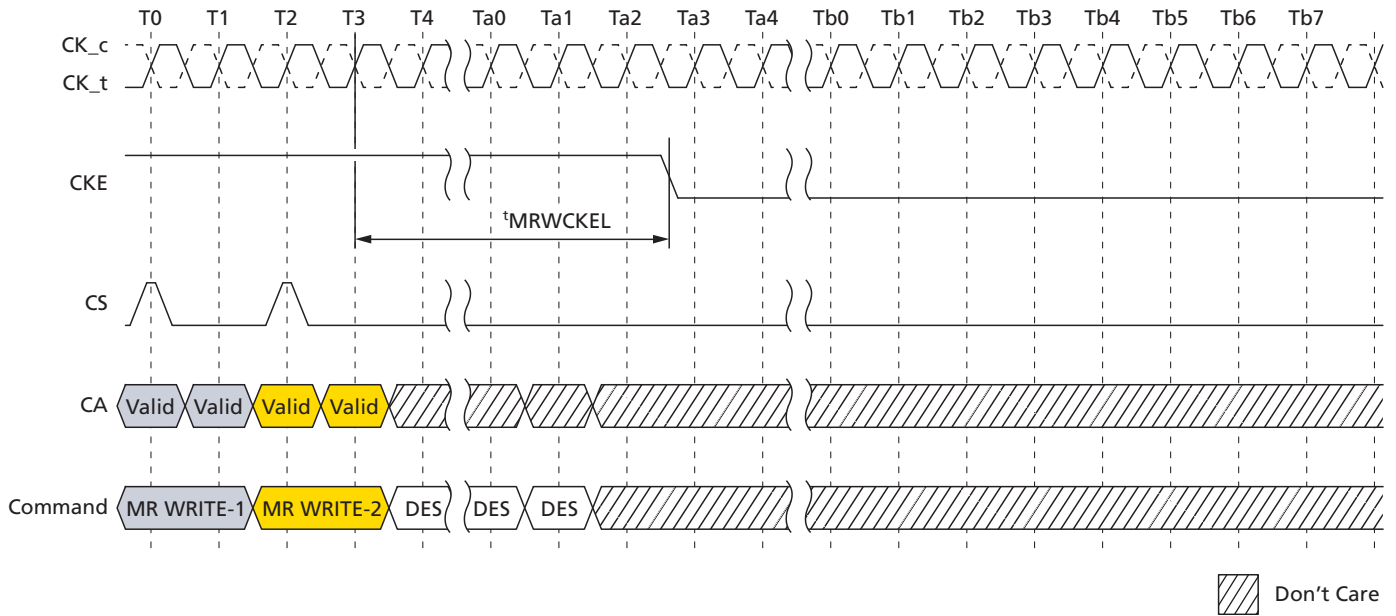 T0 T1 T2 T3 T4 Ta0 Ta1 Ta2 Ta3 Ta4 Tb0 Tb1 Tb2 Tb3 Tb4 Tb5 Tb6 Tb7
CK_c
CK_t
CKE
tMRWCKEL
CS
CA Valid Valid Valid Valid
Command MR WRITE-1 MR WRITE-2 DES DES DES
Don't Care